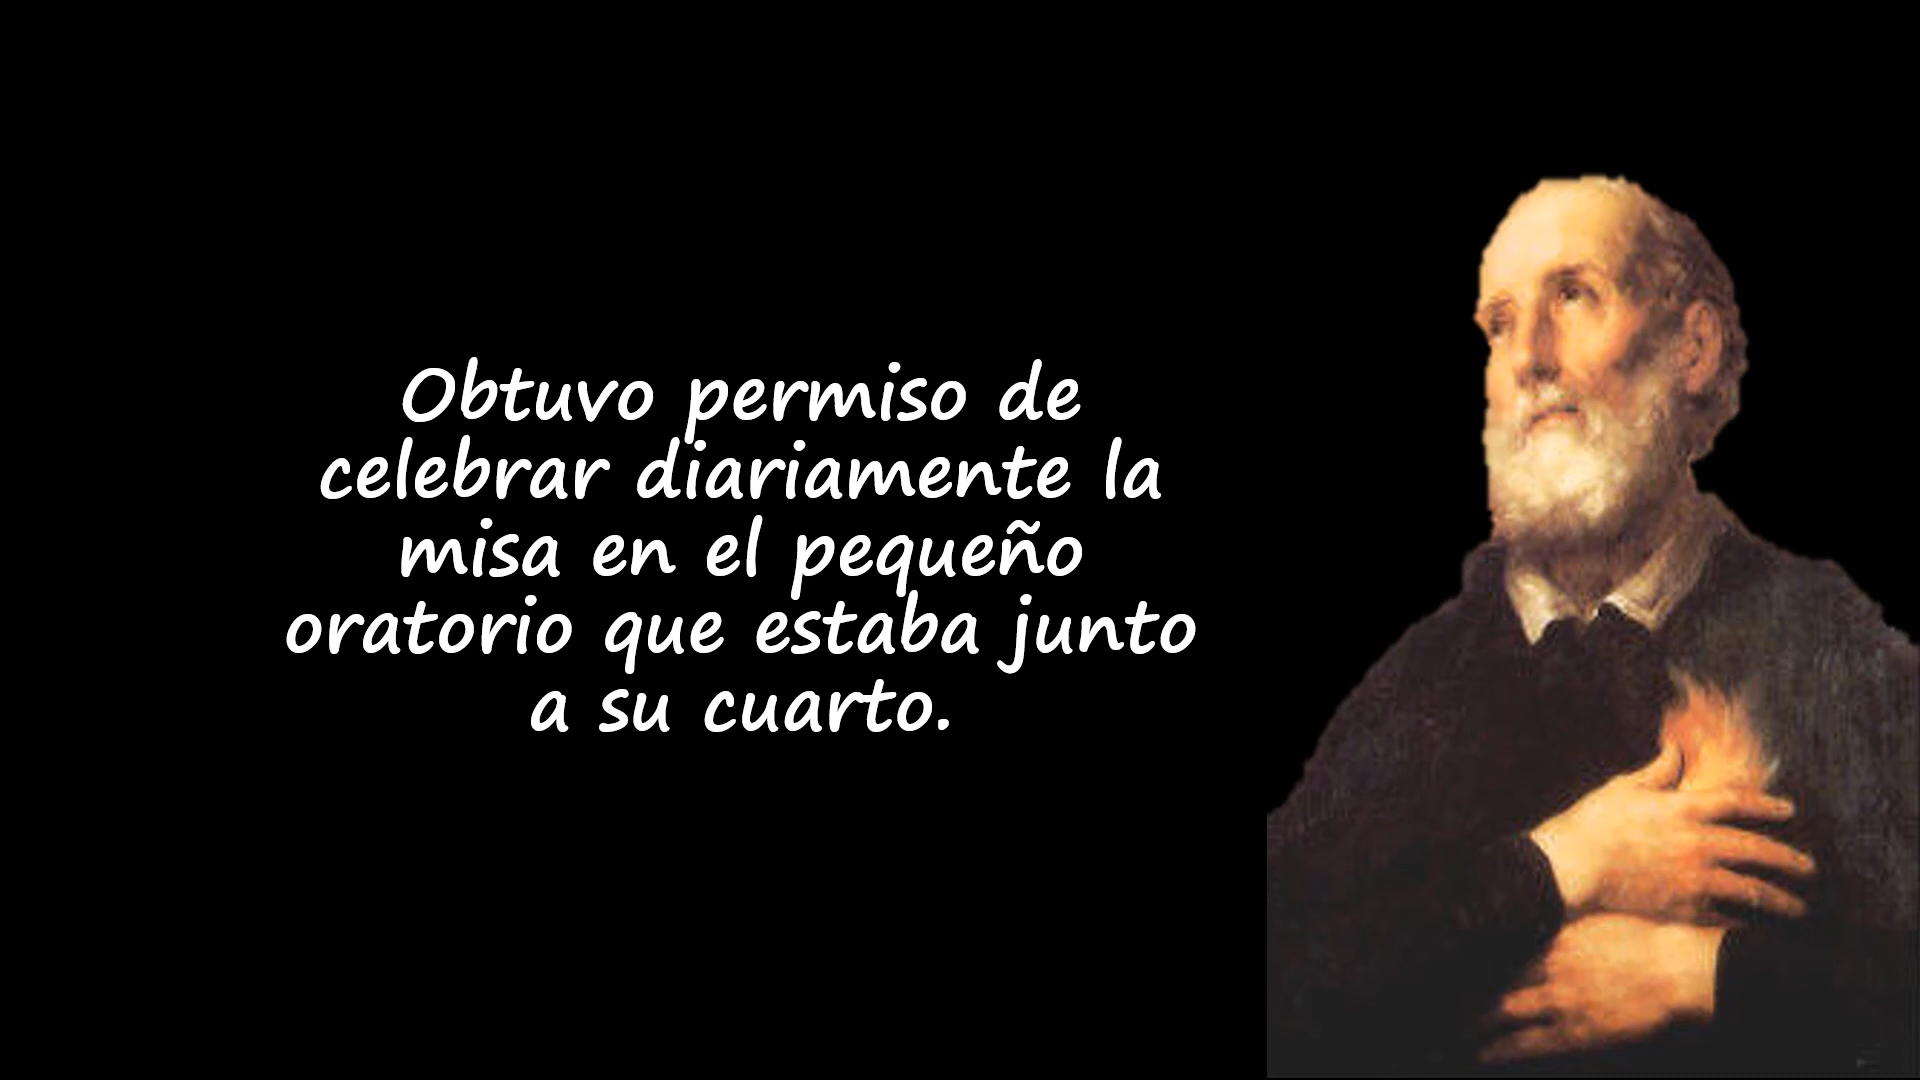 Obtuvo permiso de
celebrar diariamente la
misa en el pequeño
oratorio que estaba junto
a su cuarto.